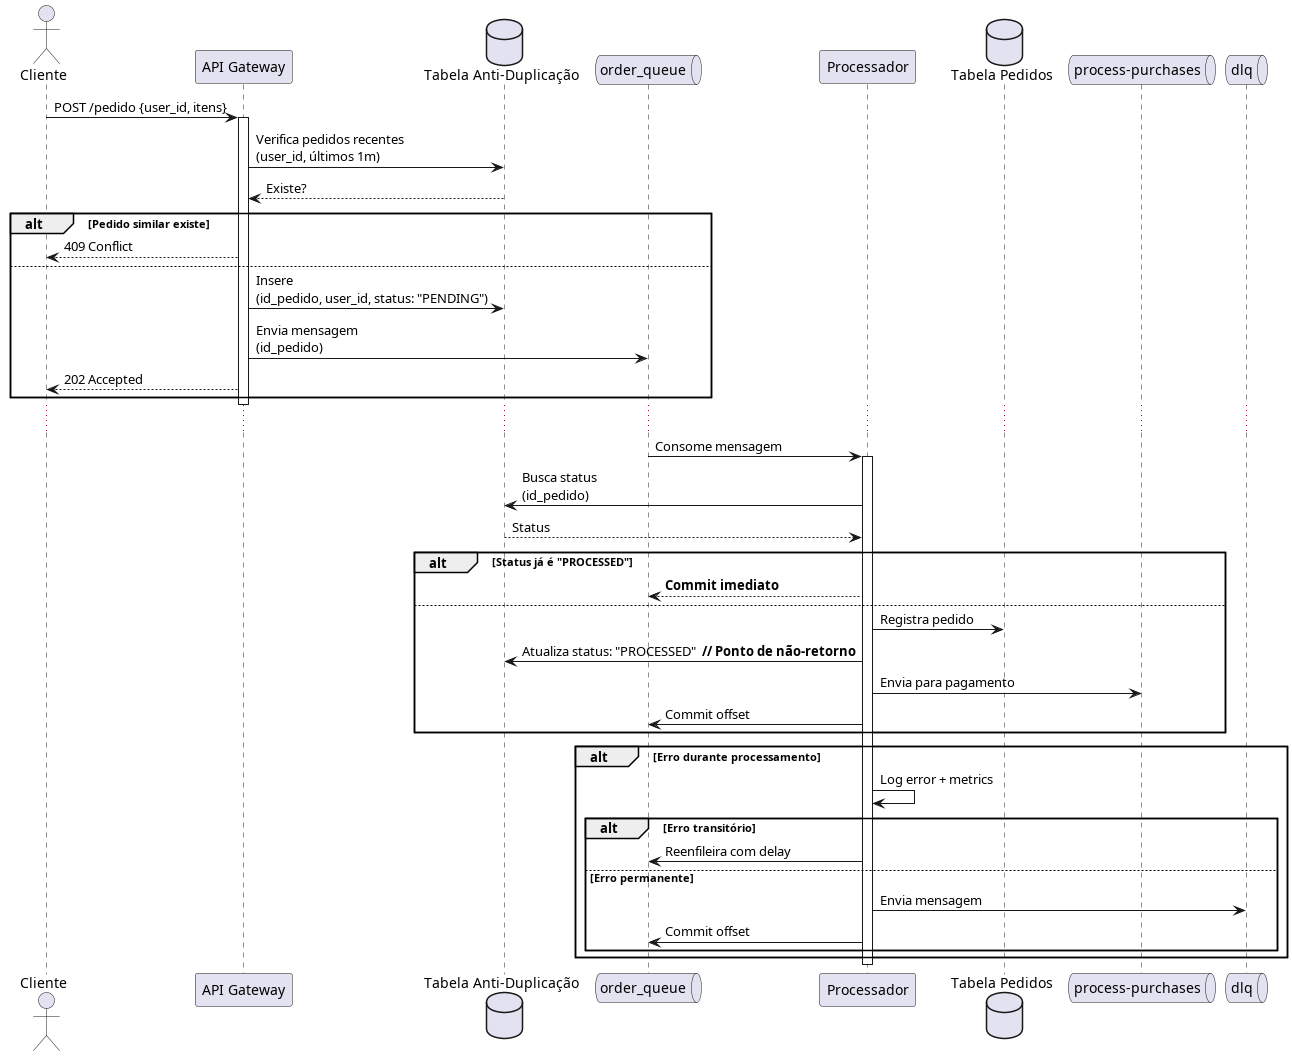 Cliente
API Gateway
Tabela Anti-Duplicação
order_queue
Processador
Tabela Pedidos
process-purchases
dlq
POST /pedido {user_id, itens}
Verifica pedidos recentes
(user_id, últimos 1m)
Existe?
alt
[Pedido similar existe]
409 Conflict
Insere
(id_pedido, user_id, status: "PENDING")
Envia mensagem
(id_pedido)
202 Accepted
Consome mensagem
Busca status
(id_pedido)
Status
alt
[Status já é "PROCESSED"]
Commit imediato
Registra pedido
Atualiza status: "PROCESSED" // Ponto de não-retorno
Envia para pagamento
Commit offset
alt
[Erro durante processamento]
Log error + metrics
alt
[Erro transitório]
Reenfileira com delay
[Erro permanente]
Envia mensagem
Commit offset
Cliente
API Gateway
Tabela Anti-Duplicação
order_queue
Processador
Tabela Pedidos
process-purchases
dlq